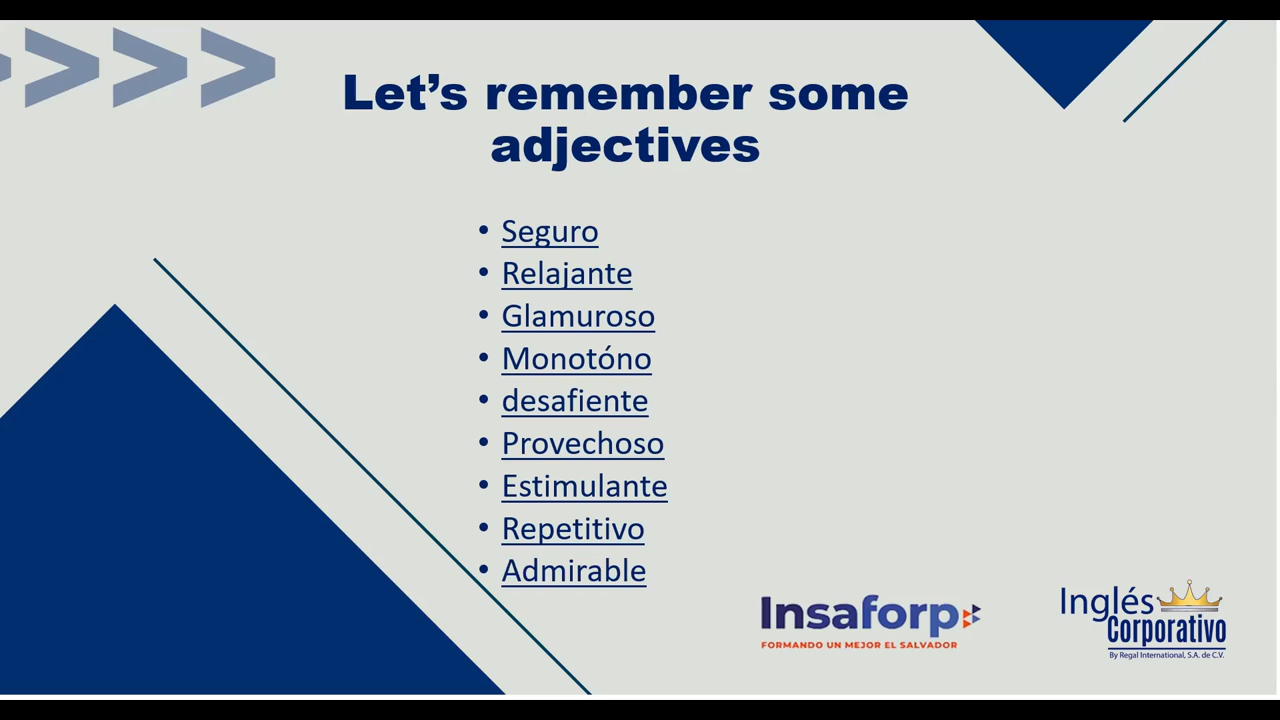 Let’s remember some
adjectives
• Seguro
• Relajante
• Glamuroso
• Monotóno
• desafiente
• Provechoso
• Estimulante
• Repetitivo
• Admirable
Insaforp
FORMANDO UN MEJOR EL SALVADOR
Inglés
Corporativo
By Regal International, S.A. de C.V.